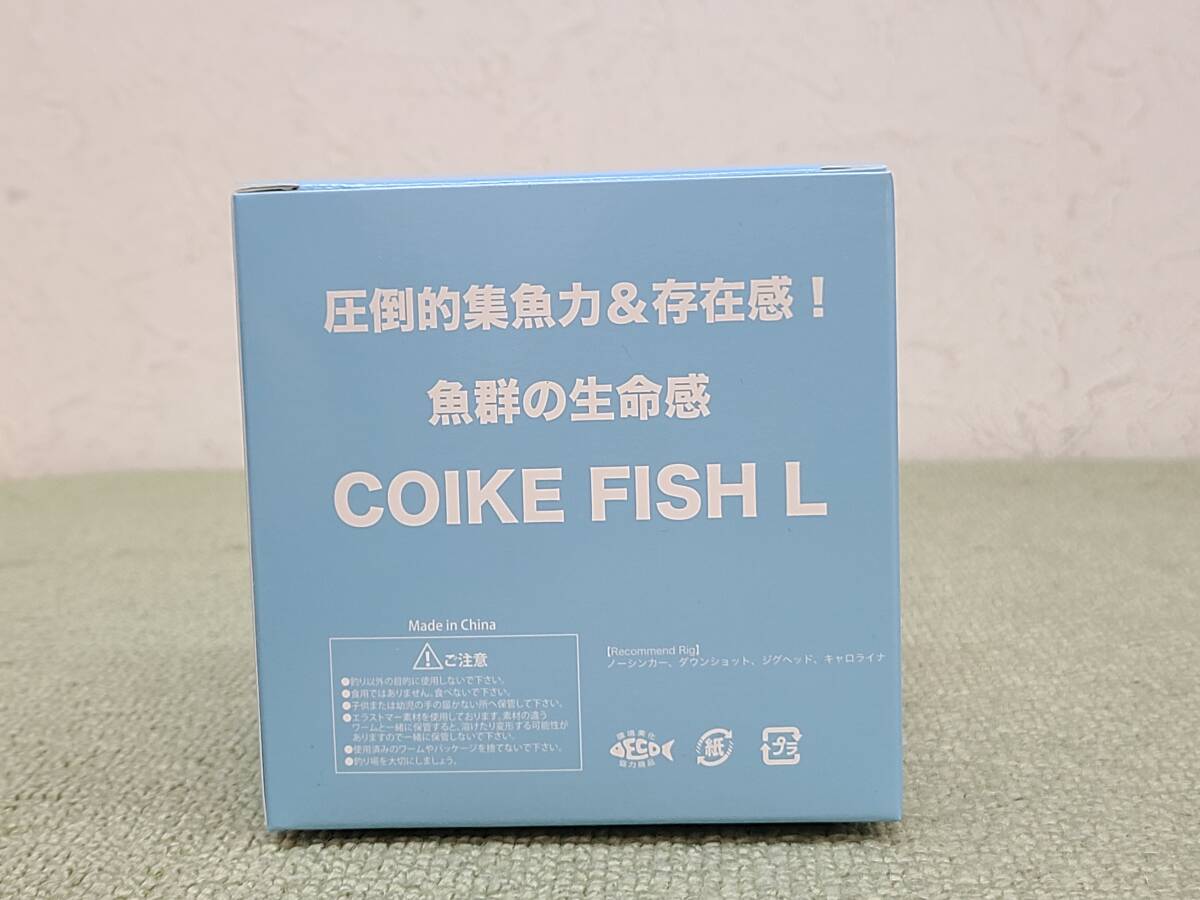 圧倒的集魚力&存在感!
魚群の生命感
COIKE FISH L
Made in China
ご注意
●釣り以外の目的に使用しないで下さい。
●食用ではありません。食べないで下さい。
●子供または幼児の手の届かない所へ保管して下さい。
●エラストマー素材を使用しております。素材の違う
ワームと一緒に保管すると、溶けたり変形する可能性が
ありますので一緒に保管しないで下さい。
●使用済みのワームやパッケージを捨てないで下さい。
●釣り場を大切にしましょう。
【Recommend Rig】
ノーシンカー、ダウンショット、ジグヘッド、キャロライナ
環境美化
ECO
協力商品
紙
プラ